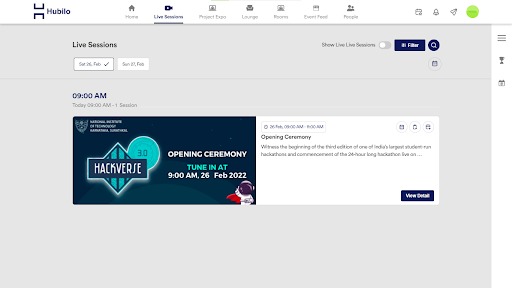 Hubilo
Home
Live Sessions
Project Expo
Lounge
Rooms
Event Feed
People
Live Sessions
Show Live Live Sessions
Filter
Sat 26, Feb
Sun 27, Feb
09:00 AM
Today 09:00 AM - 1 Session
NATIONAL INSTITUTE
OF TECHNOLOGY
KARNATAKA, SURATHKAL
3.0
HACKVERSE
OPENING CEREMONY
TUNE IN AT
9:00 AM, 26 Feb 2022
26 Feb, 09:00 AM - 11:00 AM
Opening Ceremony
Witness the beginning of the third edition of one of India's largest student-run
hackathons and commencement of the 24-hour long hackathon live on ...
View Detail